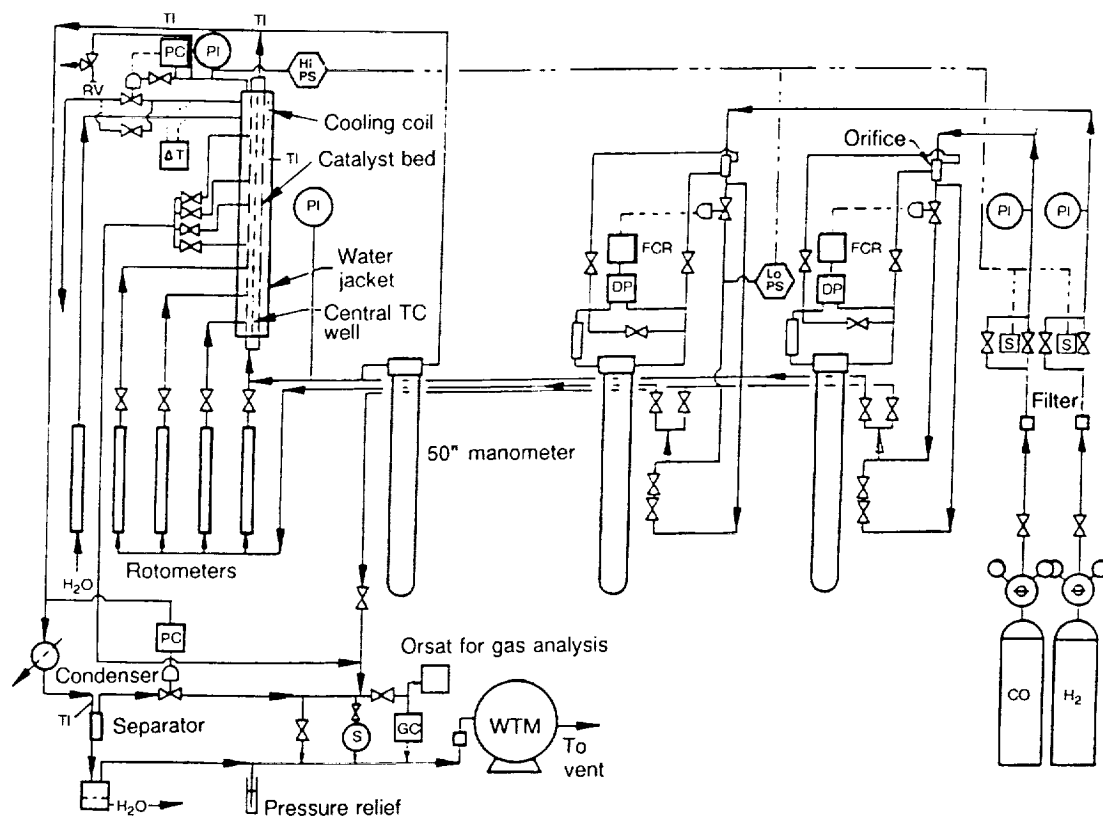 TI
TI
PC
PI
Hi
PS
RV
Cooling coil
Orifice
ΔT
TI
Catalyst bed
PI
PI
PI
FCR
FCR
Water
jacket
DP
Lo
PS
DP
S
S
Central TC
well
Filter
50" manometer
Rotometers
H₂O
PC
Orsat for gas analysis
Condenser
CO
H₂
TI
Separator
S
GC
WTM
To
vent
H₂O
Pressure relief